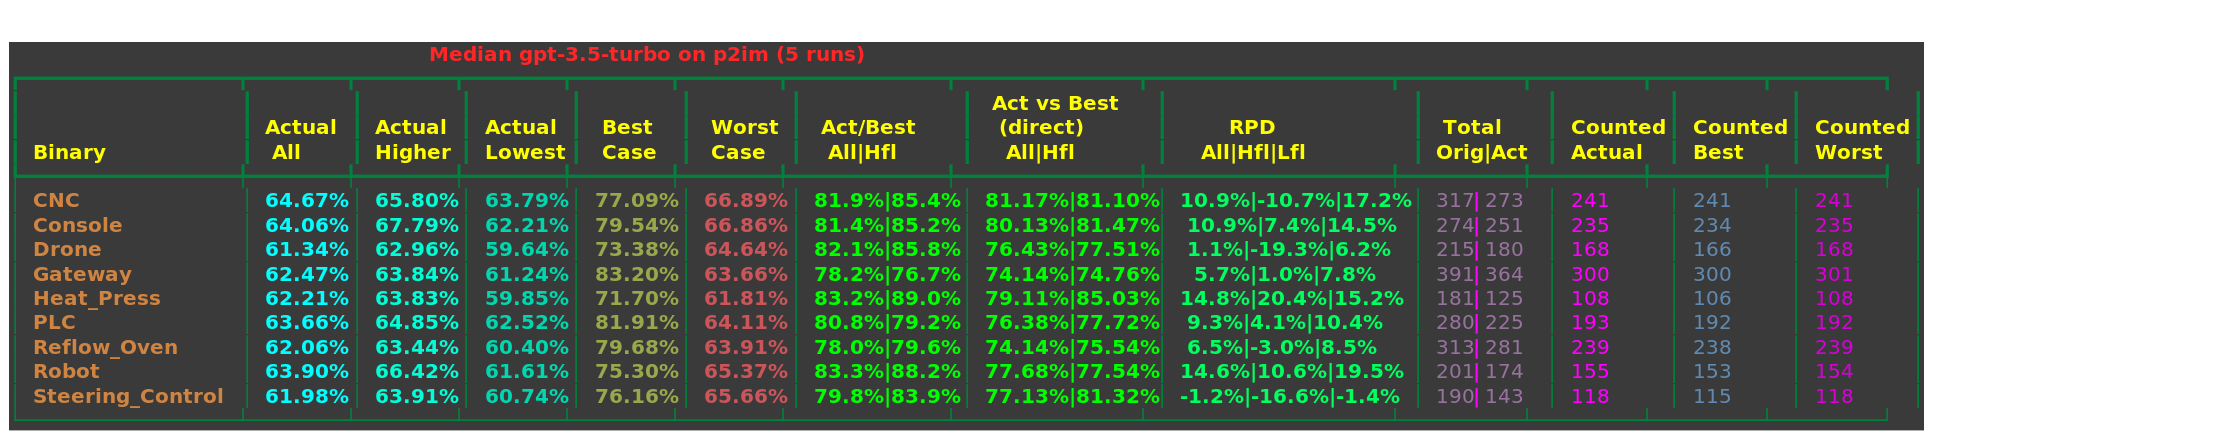 Median gpt-3.5-turbo on p2im (5 runs)
Act vs Best
Actual Actual Actual Best Worst Act/Best (direct) RPD Total Counted Counted Counted
Binary All Higher Lowest Case Case All|Hfl All|Hfl All|Hfl|Lfl Orig|Act Actual Best Worst
CNC 64.67% 65.80% 63.79% 77.09% 66.89% 81.9%|85.4% 81.17%|81.10% 10.9%|-10.7%|17.2% 317| 273 241 241 241
Console 64.06% 67.79% 62.21% 79.54% 66.86% 81.4%|85.2% 80.13%|81.47% 10.9%|7.4%|14.5% 274| 251 235 234 235
Drone 61.34% 62.96% 59.64% 73.38% 64.64% 82.1%|85.8% 76.43%|77.51% 1.1%|-19.3%|6.2% 215| 180 168 166 168
Gateway 62.47% 63.84% 61.24% 83.20% 63.66% 78.2%|76.7% 74.14%|74.76% 5.7%|1.0%|7.8% 391| 364 300 300 301
Heat_Press 62.21% 63.83% 59.85% 71.70% 61.81% 83.2%|89.0% 79.11%|85.03% 14.8%|20.4%|15.2% 181| 125 108 106 108
PLC 63.66% 64.85% 62.52% 81.91% 64.11% 80.8%|79.2% 76.38%|77.72% 9.3%|4.1%|10.4% 280| 225 193 192 192
Reflow_Oven 62.06% 63.44% 60.40% 79.68% 63.91% 78.0%|79.6% 74.14%|75.54% 6.5%|-3.0%|8.5% 313| 281 239 238 239
Robot 63.90% 66.42% 61.61% 75.30% 65.37% 83.3%|88.2% 77.68%|77.54% 14.6%|10.6%|19.5% 201| 174 155 153 154
Steering_Control 61.98% 63.91% 60.74% 76.16% 65.66% 79.8%|83.9% 77.13%|81.32% -1.2%|-16.6%|-1.4% 190| 143 118 115 118